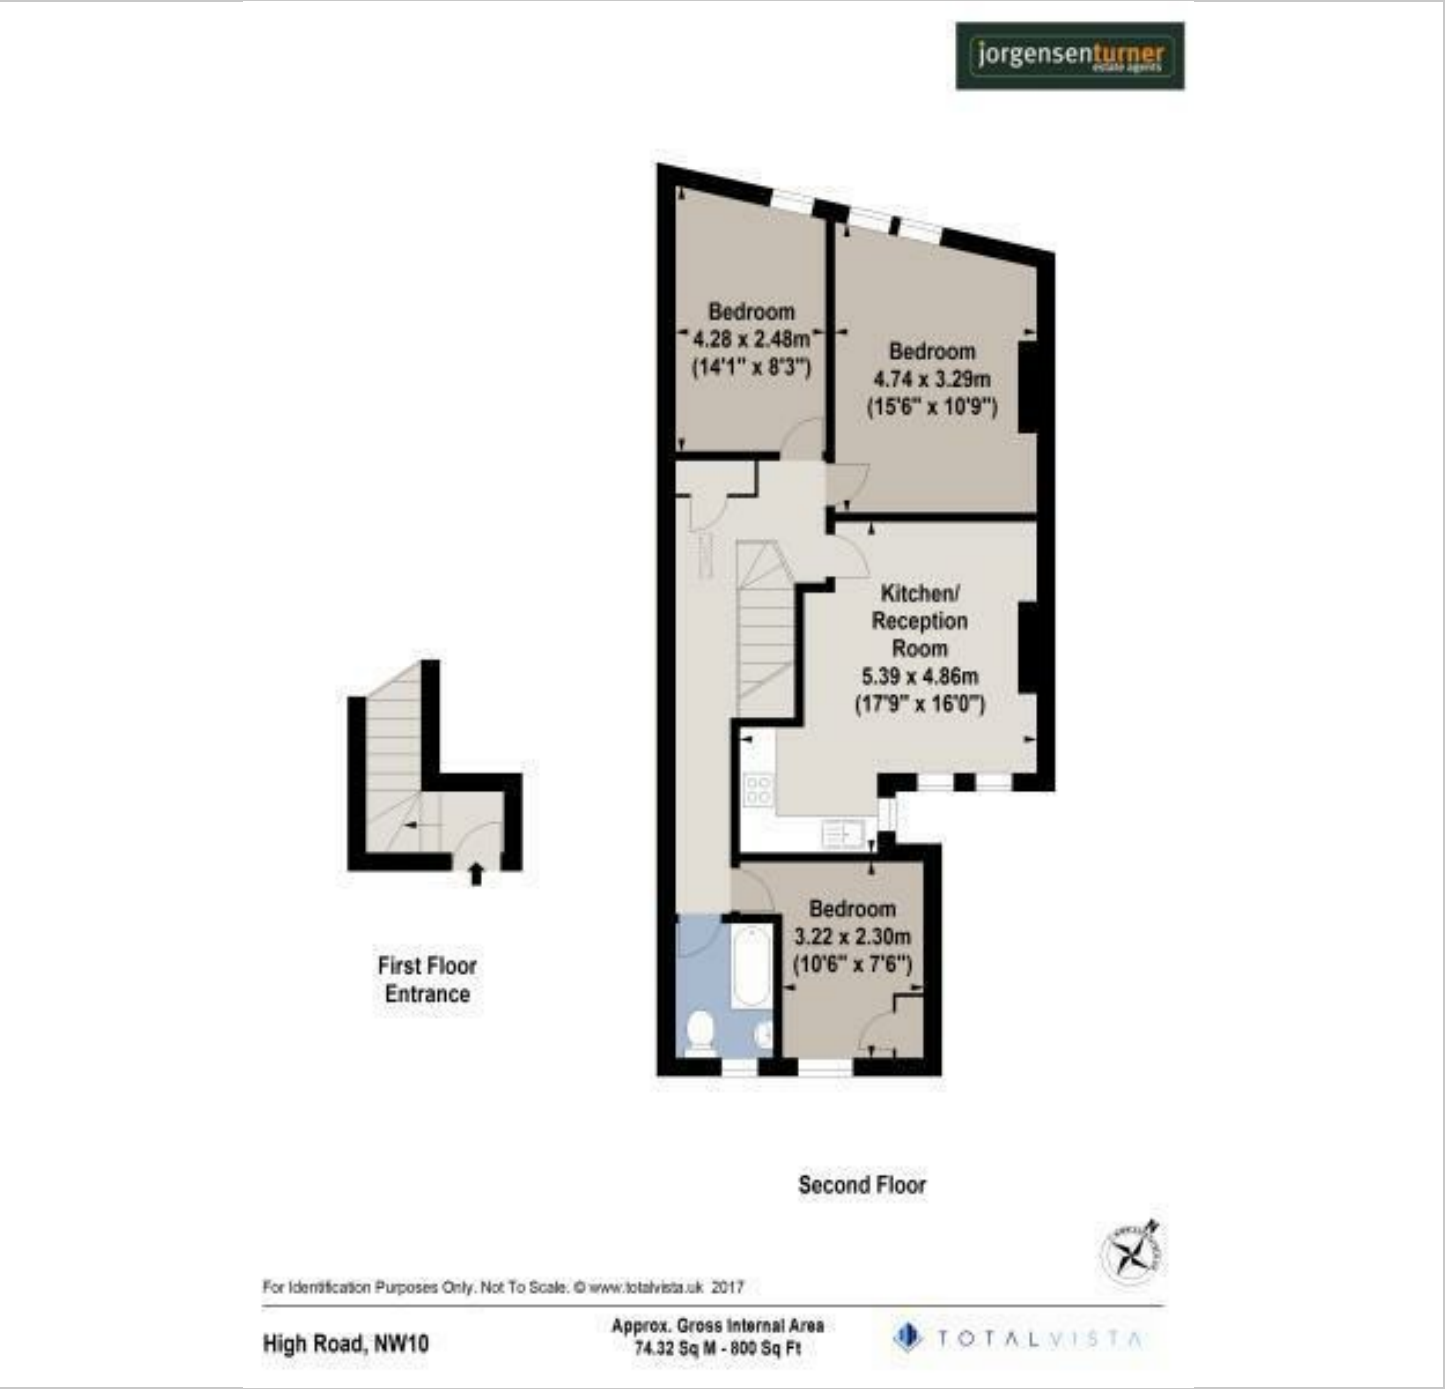 jorgensenturner
estate agents
Bedroom
4.28 x 2.48m
(14'1" x 8'3")
Bedroom
4.74 x 3.29m
(15'6" x 10'9")
Kitchen/
Reception
Room
5.39 x 4.86m
(17'9" x 16'0")
Bedroom
3.22 x 2.30m
(10'6" x 7'6")
First Floor
Entrance
Second Floor
N
For Identification Purposes Only. Not To Scale. © www.totalvista.uk 2017
High Road, NW10
Approx. Gross Internal Area
74.32 Sq M - 800 Sq Ft
TOTALVISTA